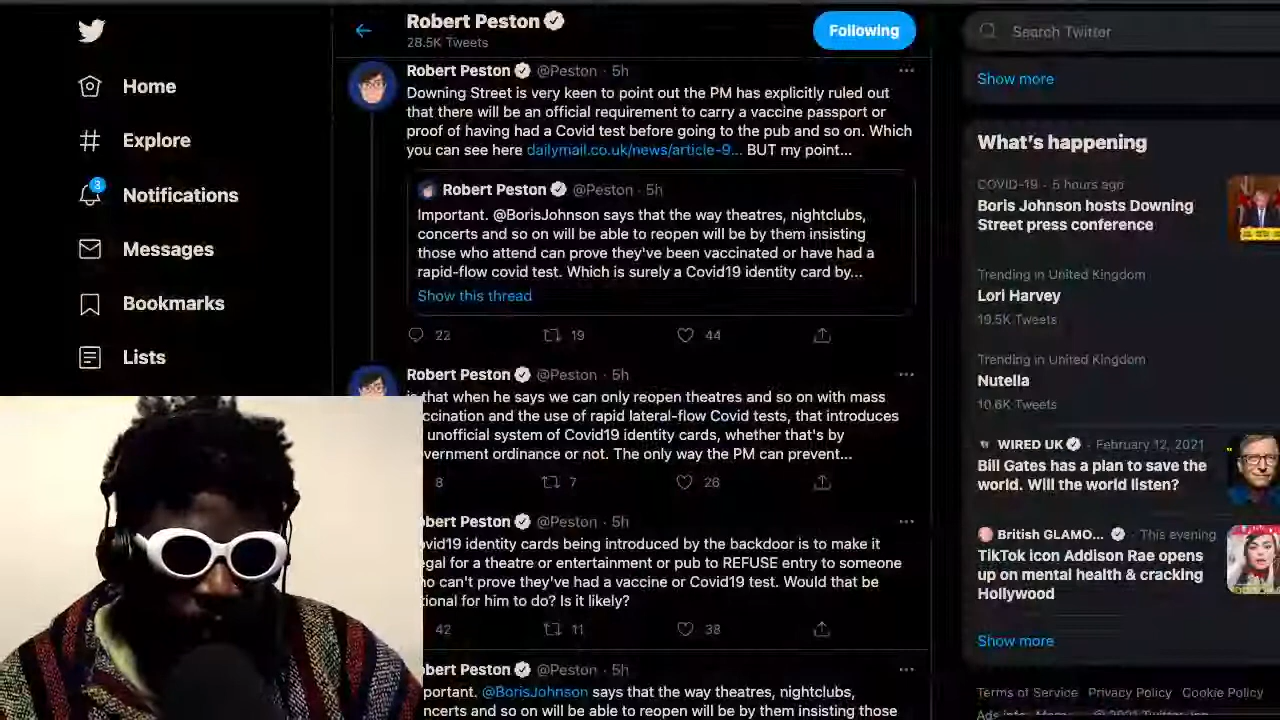 Home
Explore
3
Notifications
Messages
Bookmarks
Lists
Robert Peston
28.5K Tweets
Following
Robert Peston @Peston · 5h
Downing Street is very keen to point out the PM has explicitly ruled out
that there will be an official requirement to carry a vaccine passport or
proof of having had a Covid test before going to the pub and so on. Which
you can see here dailymail.co.uk/news/article-9... BUT my point...
Robert Peston @Peston · 5h
Important. @BorisJohnson says that the way theatres, nightclubs,
concerts and so on will be able to reopen will be by them insisting
those who attend can prove they've been vaccinated or have had a
rapid-flow covid test. Which is surely a Covid19 identity card by...
Show this thread
22 19 44
Robert Peston @Peston · 5h
is that when he says we can only reopen theatres and so on with mass
ccination and the use of rapid lateral-flow Covid tests, that introduces
unofficial system of Covid19 identity cards, whether that's by
vernment ordinance or not. The only way the PM can prevent...
8 7 26
obert Peston @Peston · 5h
ovid19 identity cards being introduced by the backdoor is to make it
egal for a theatre or entertainment or pub to REFUSE entry to someone
ho can't prove they've had a vaccine or Covid19 test. Would that be
tional for him to do? Is it likely?
42 11 38
obert Peston @Peston · 5h
portant. @BorisJohnson says that the way theatres, nightclubs,
ncerts and so on will be able to reopen will be by them insisting those
Search Twitter
Show more
What's happening
COVID-19 · 5 hours ago
Boris Johnson hosts Downing
Street press conference
Trending in United Kingdom
Lori Harvey
19.5K Tweets
Trending in United Kingdom
Nutella
10.6K Tweets
WIRED UK · February 12, 2021
Bill Gates has a plan to save the
world. Will the world listen?
British GLAMO... · This evening
TikTok icon Addison Rae opens
up on mental health & cracking
Hollywood
Show more
Terms of Service Privacy Policy Cookie Policy
Ads info More © 2021 Twitter, Inc.